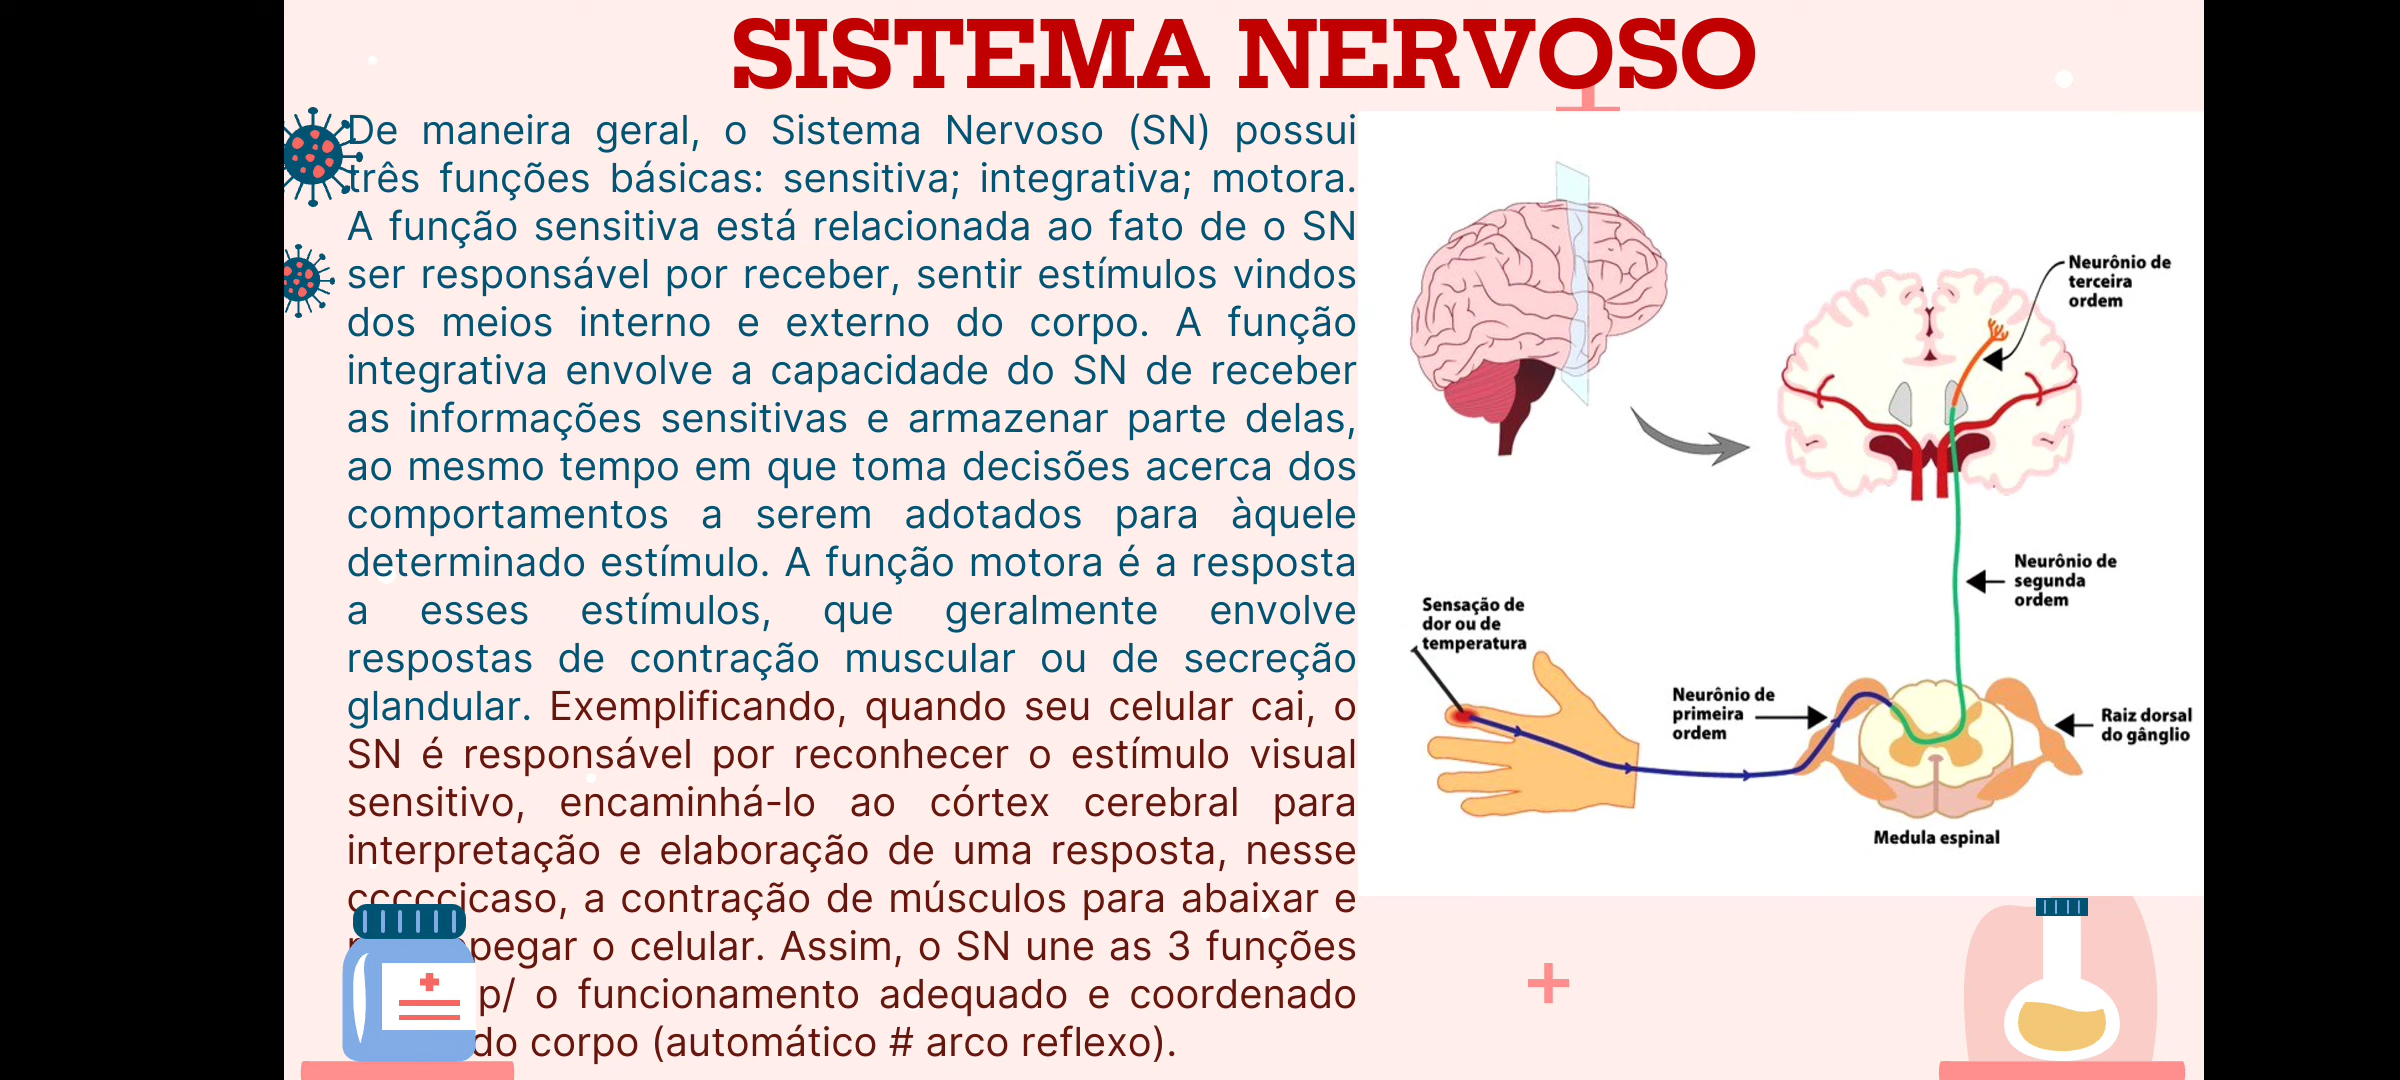 SISTEMA NERVOSO
De maneira geral, o Sistema Nervoso (SN) possui
três funções básicas: sensitiva; integrativa; motora.
A função sensitiva está relacionada ao fato de o SN
ser responsável por receber, sentir estímulos vindos
dos meios interno e externo do corpo. A função
integrativa envolve a capacidade do SN de receber
as informações sensitivas e armazenar parte delas,
ao mesmo tempo em que toma decisões acerca dos
comportamentos a serem adotados para àquele
determinado estímulo. A função motora é a resposta
a esses estímulos, que geralmente envolve
respostas de contração muscular ou de secreção
glandular. Exemplificando, quando seu celular cai, o
SN é responsável por reconhecer o estímulo visual
sensitivo, encaminhá-lo ao córtex cerebral para
interpretação e elaboração de uma resposta, nesse
cccccicaso, a contração de músculos para abaixar e
pegar o celular. Assim, o SN une as 3 funções
p/ o funcionamento adequado e coordenado
do corpo (automático # arco reflexo).
Neurônio de
terceira
ordem
Neurônio de
segunda
ordem
Sensação de
dor ou de
temperatura
Neurônio de
primeira
ordem
Raiz dorsal
do gânglio
Medula espinal